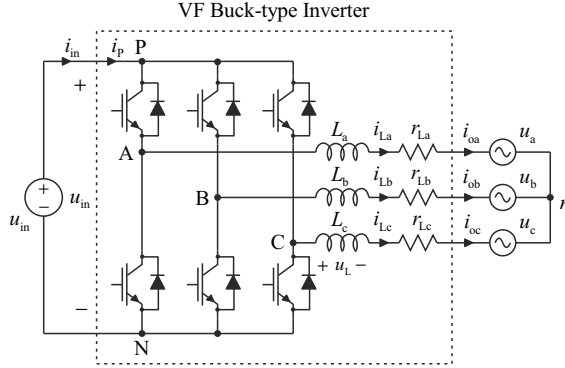 VF Buck-type Inverter
i_in i_P P
+
L_a i_La r_La i_oa u_a
A
L_b i_Lb r_Lb i_ob u_b
B n
+ −
u_in u_in
L_c i_Lc r_Lc i_oc u_c
C
+ u_L −
−
N